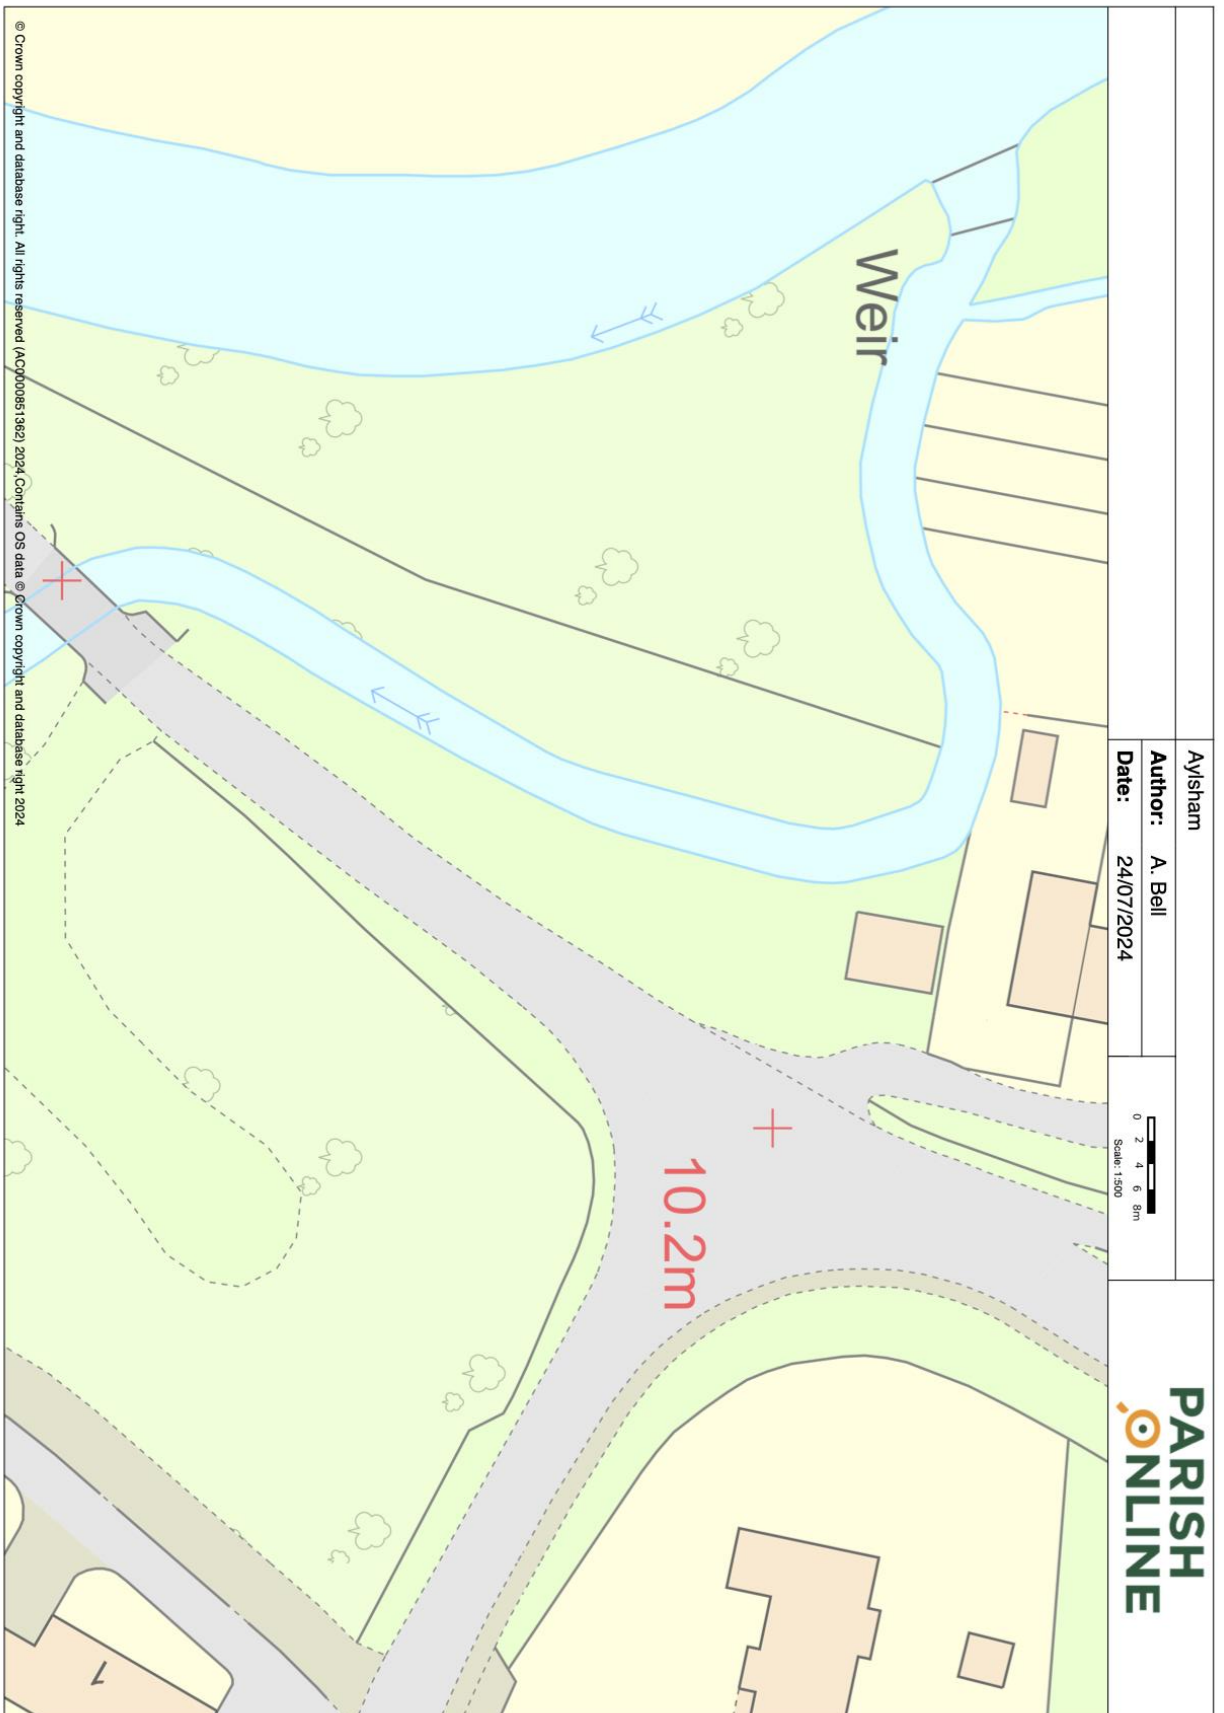 Aylsham
Author: A. Bell
Date: 24/07/2024
0 2 4 6 8m
Scale: 1:500
PARISH
ONLINE
Weir
10.2m
1
© Crown copyright and database right. All rights reserved (AC0000851362) 2024,Contains OS data © Crown copyright and database right 2024